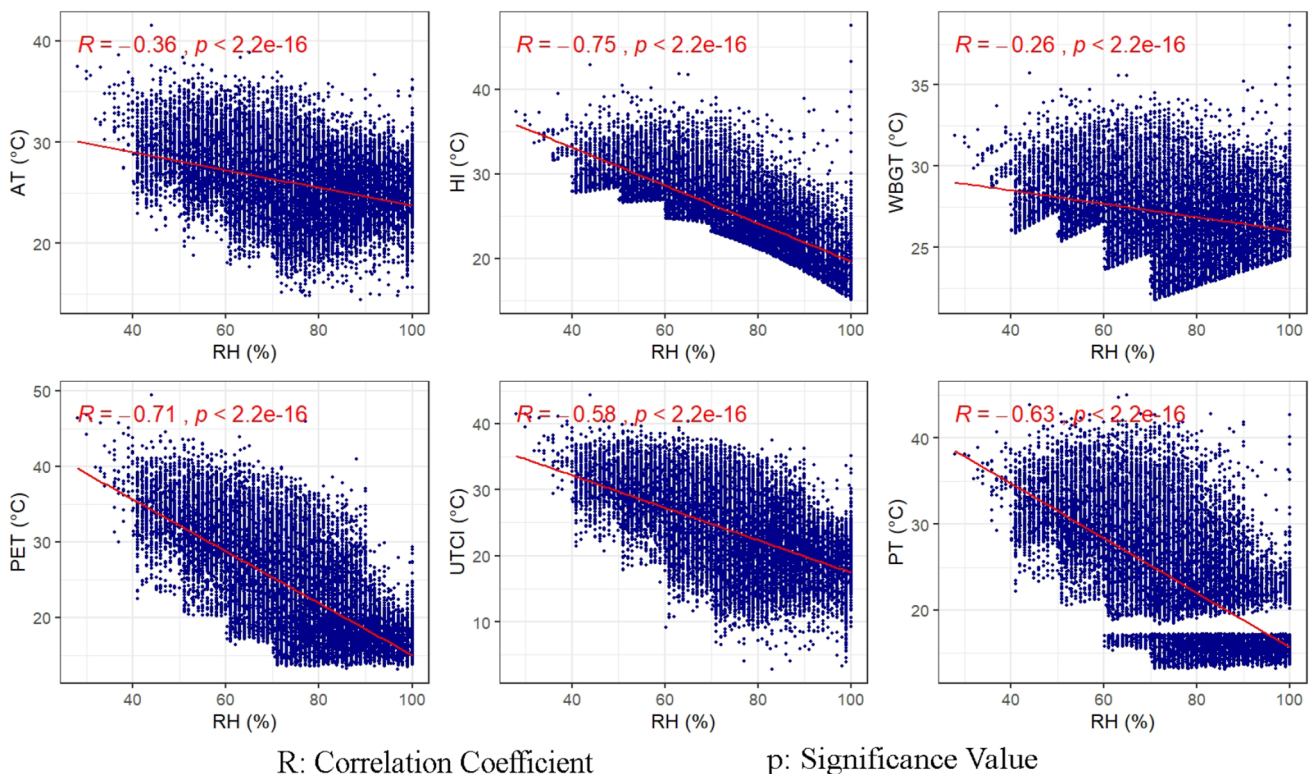 R = −0.36 , p < 2.2e-16
AT (°C)
40
30
20
40 60 80 100
RH (%)
R = −0.75 , p < 2.2e-16
HI (°C)
40
30
20
40 60 80 100
RH (%)
R = −0.26 , p < 2.2e-16
WBGT (°C)
35
30
25
40 60 80 100
RH (%)
R = −0.71 , p < 2.2e-16
PET (°C)
50
40
30
20
40 60 80 100
RH (%)
R = −0.58 , p < 2.2e-16
UTCI (°C)
40
30
20
10
40 60 80 100
RH (%)
R = −0.63 , p < 2.2e-16
PT (°C)
40
30
20
40 60 80 100
RH (%)
R: Correlation Coefficient
p: Significance Value